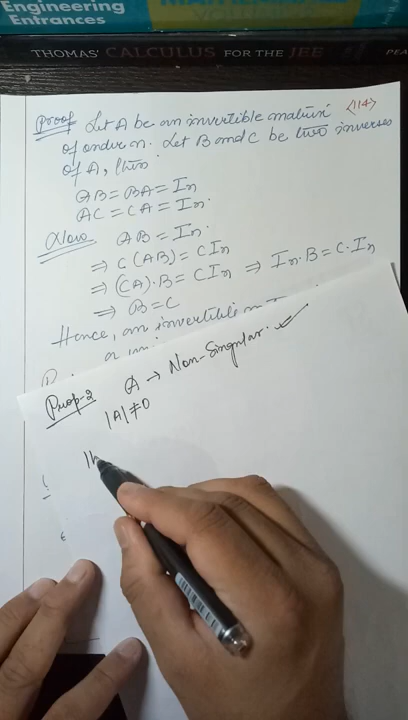 Engineering
Entrances
THOMAS' CALCULUS FOR THE JEE
Proof Let A be an invertible matrix <114>
of order n. Let B and C be two inverses
of A, then
AB = BA = In
AC = CA = In.
Now AB = In
⇒ C(AB) = CIn
⇒ (CA).B = CIn ⇒ In.B = C.In
⇒ B = C
Hence, an invertible
Prop-2 A → Non-Singular. ✓
|A| ≠ 0